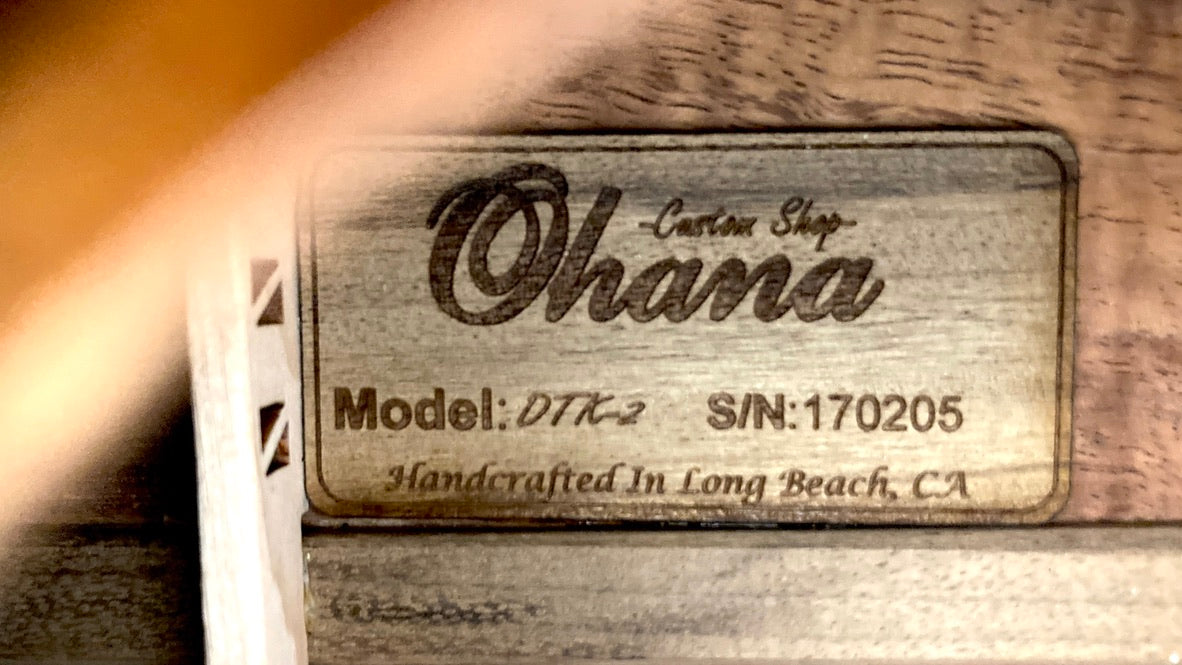 -Custom Shop-
Ohana
Model: DTK-2 S/N:170205
Handcrafted In Long Beach, CA